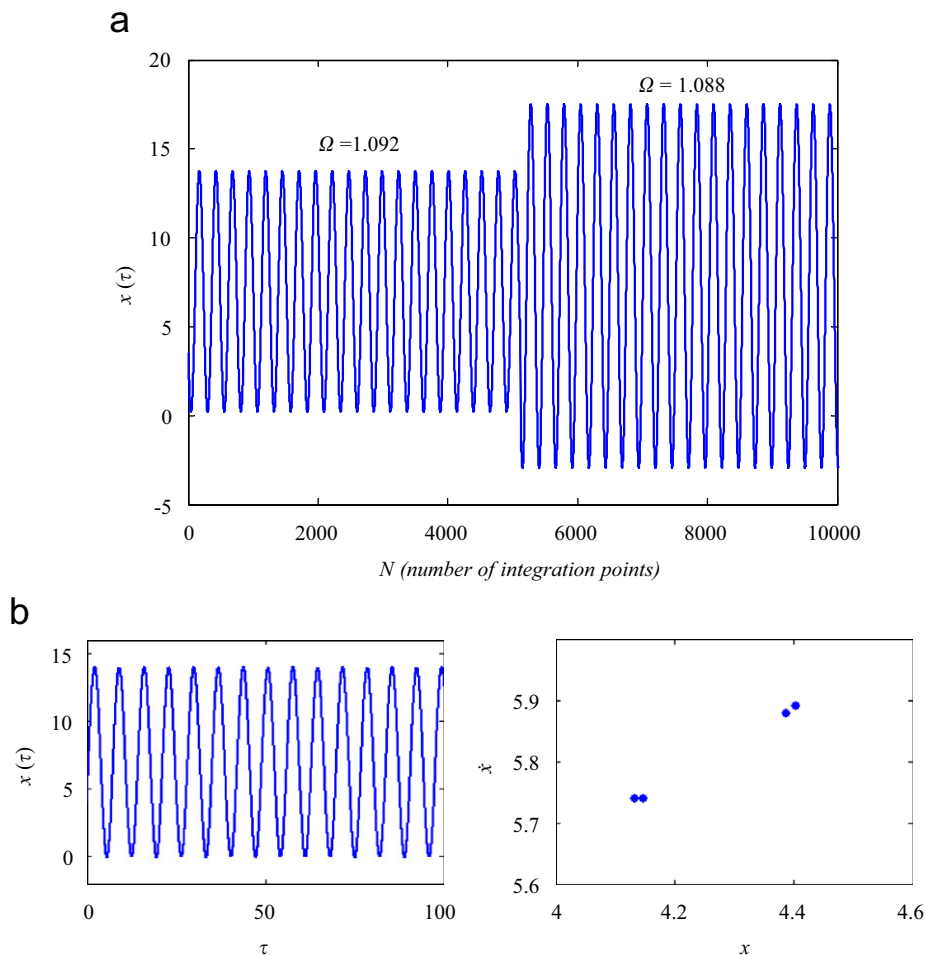 a
20
15
10
5
0
-5
x (τ)
Ω =1.092
Ω = 1.088
0 2000 4000 6000 8000 10000
N (number of integration points)
b
15
10
5
0
x (τ)
0 50 100
τ
5.9
5.8
5.7
5.6
ẋ
4 4.2 4.4 4.6
x